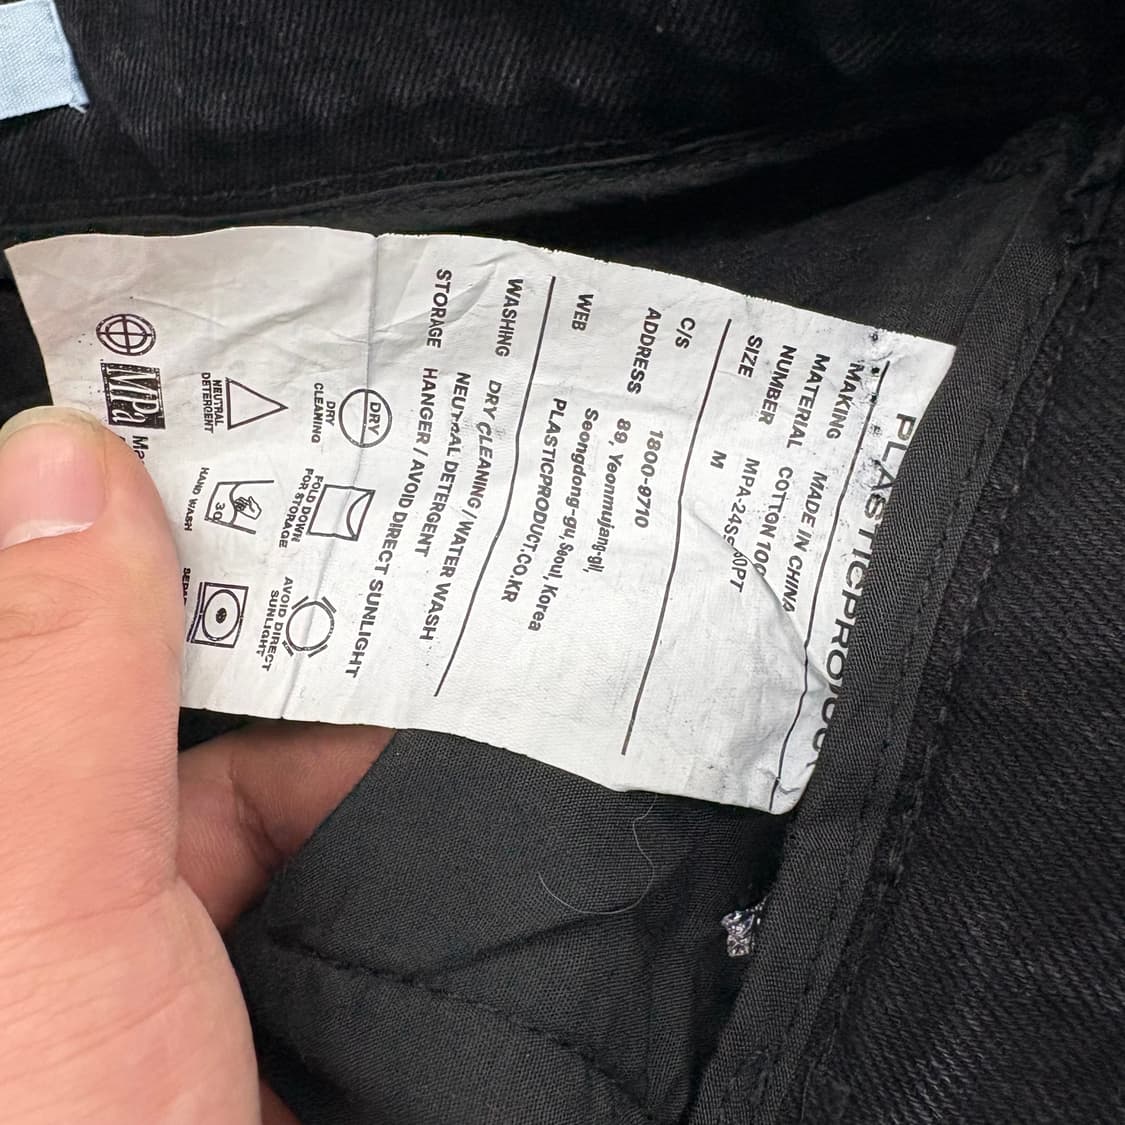 PLASTICPRODUCT
MAKING MADE IN CHINA
MATERIAL COTTON 100
NUMBER
SIZE M
C/S 1800-9710
ADDRESS 89, Yeonmujang-gil,
Seongdong-gu, Seoul, Korea
WEB PLASTICPRODUCT.CO.KR
WASHING DRY CLEANING / WATER WASH
NEUTRAL DETERGENT
STORAGE HANGER / AVOID DIRECT SUNLIGHT
DRY
DRY
CLEANING
FOLD DOWN
FOR STORAGE
AVOID DIRECT
SUNLIGHT
NEUTRAL
DETERGENT
30
HAND WASH
MPa